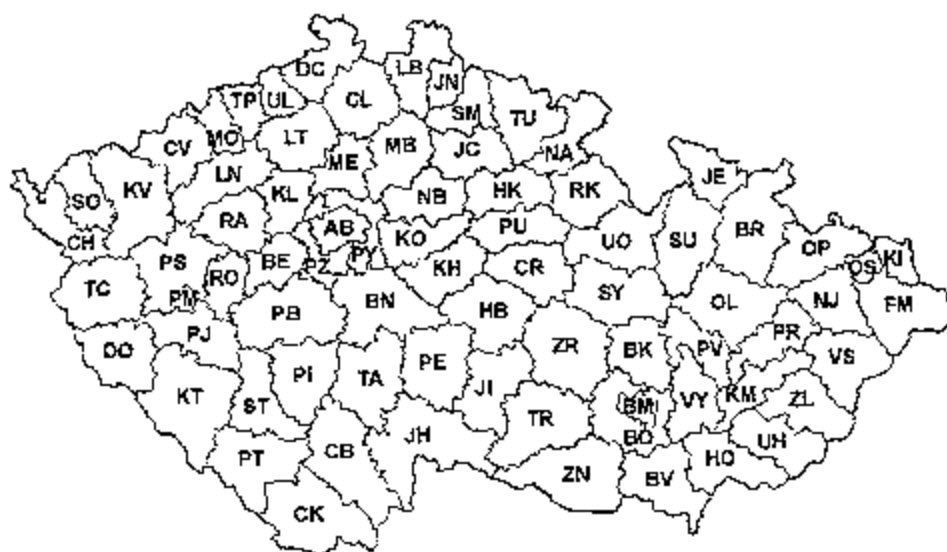 DC LB JN
TP UL CL SM TU
MO LT MB JC NA
CV ME
LN JE
SO KV KL NB HK RK
RA AB PU
CH KO UO SU BR OP
PS BE PZ PY KH CR KI
RO OS
TC PM BN SY OL NJ FM
PB HB
DO PJ ZR BK PV PR VS
KT PI TA PE
ST JI TR BM VY KM ZL
JH BO UH
PT CB HO
ZN BV
CK